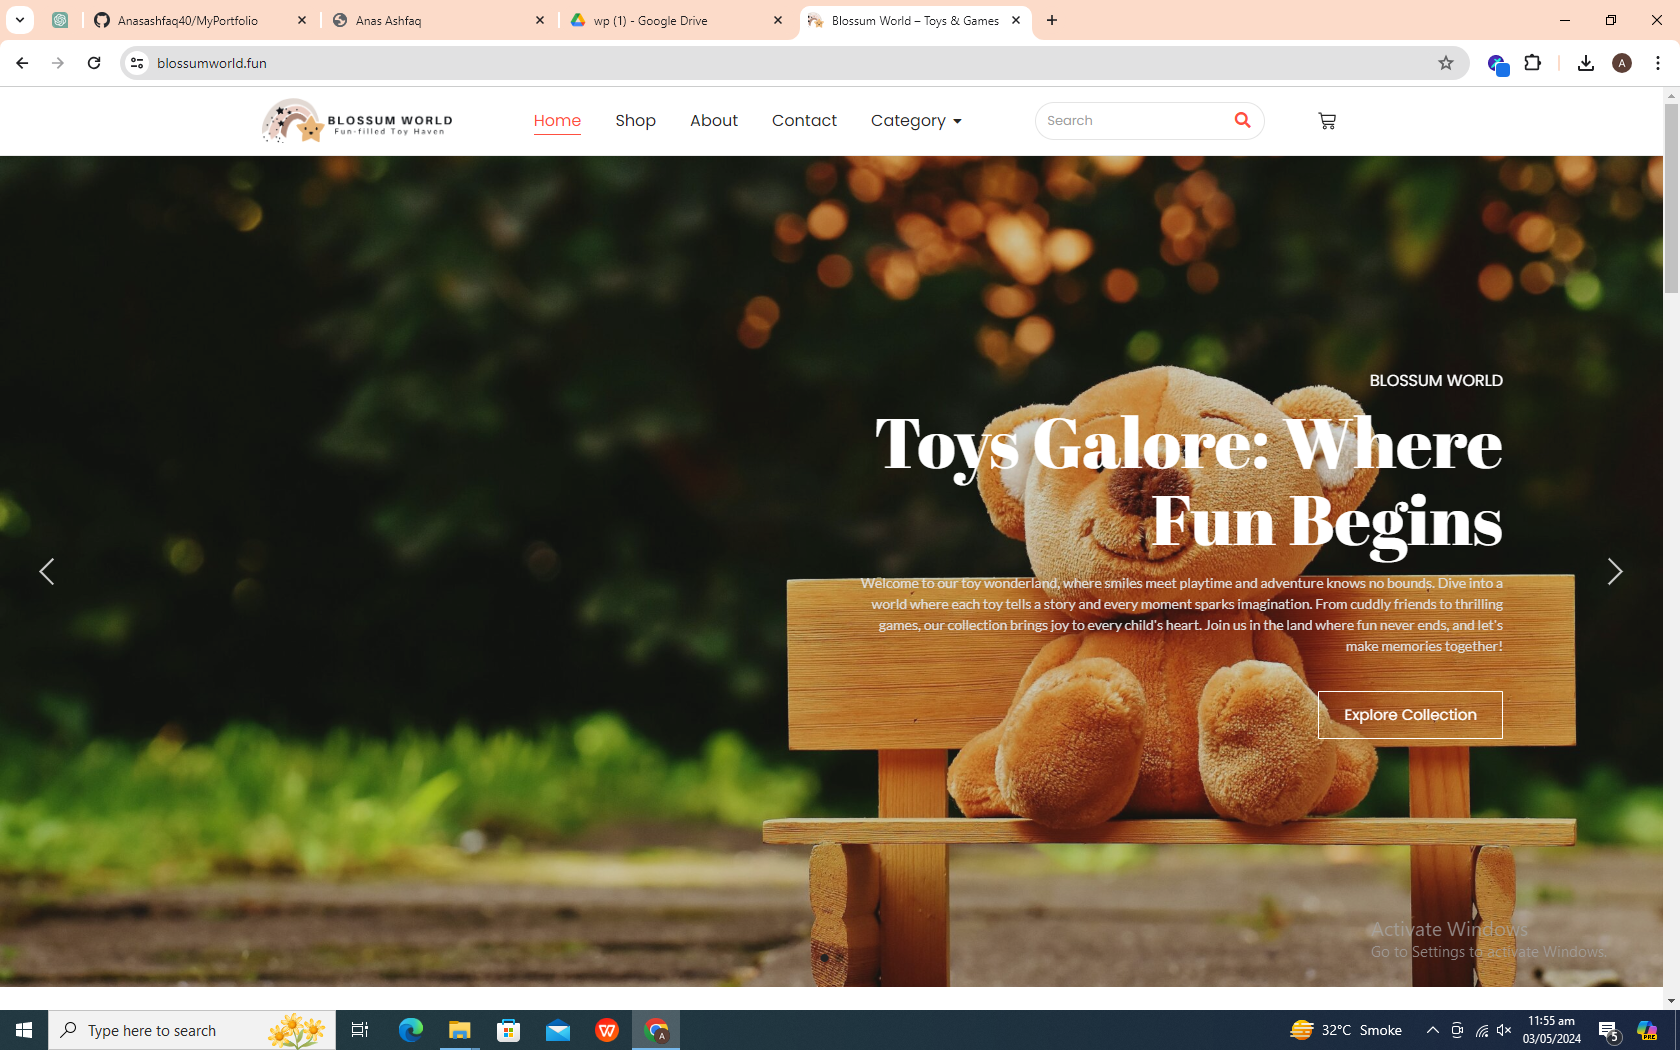 Anasashfaq40/MyPortfolio
Anas Ashfaq
wp (1) - Google Drive
Blossum World – Toys & Games
blossumworld.fun
A
BLOSSUM WORLD
Fun-filled Toy Haven
Home
Shop
About
Contact
Category
Search
BLOSSUM WORLD
Toys Galore: Where
Fun Begins
Welcome to our toy wonderland, where smiles meet playtime and adventure knows no bounds. Dive into a
world where each toy tells a story and every moment sparks imagination. From cuddly friends to thrilling
games, our collection brings joy to every child's heart. Join us in the land where fun never ends, and let's
make memories together!
Explore Collection
Activate Windows
Go to Settings to activate Windows.
Type here to search
W
A
32°C Smoke
11:55 am
03/05/2024
5
PRE